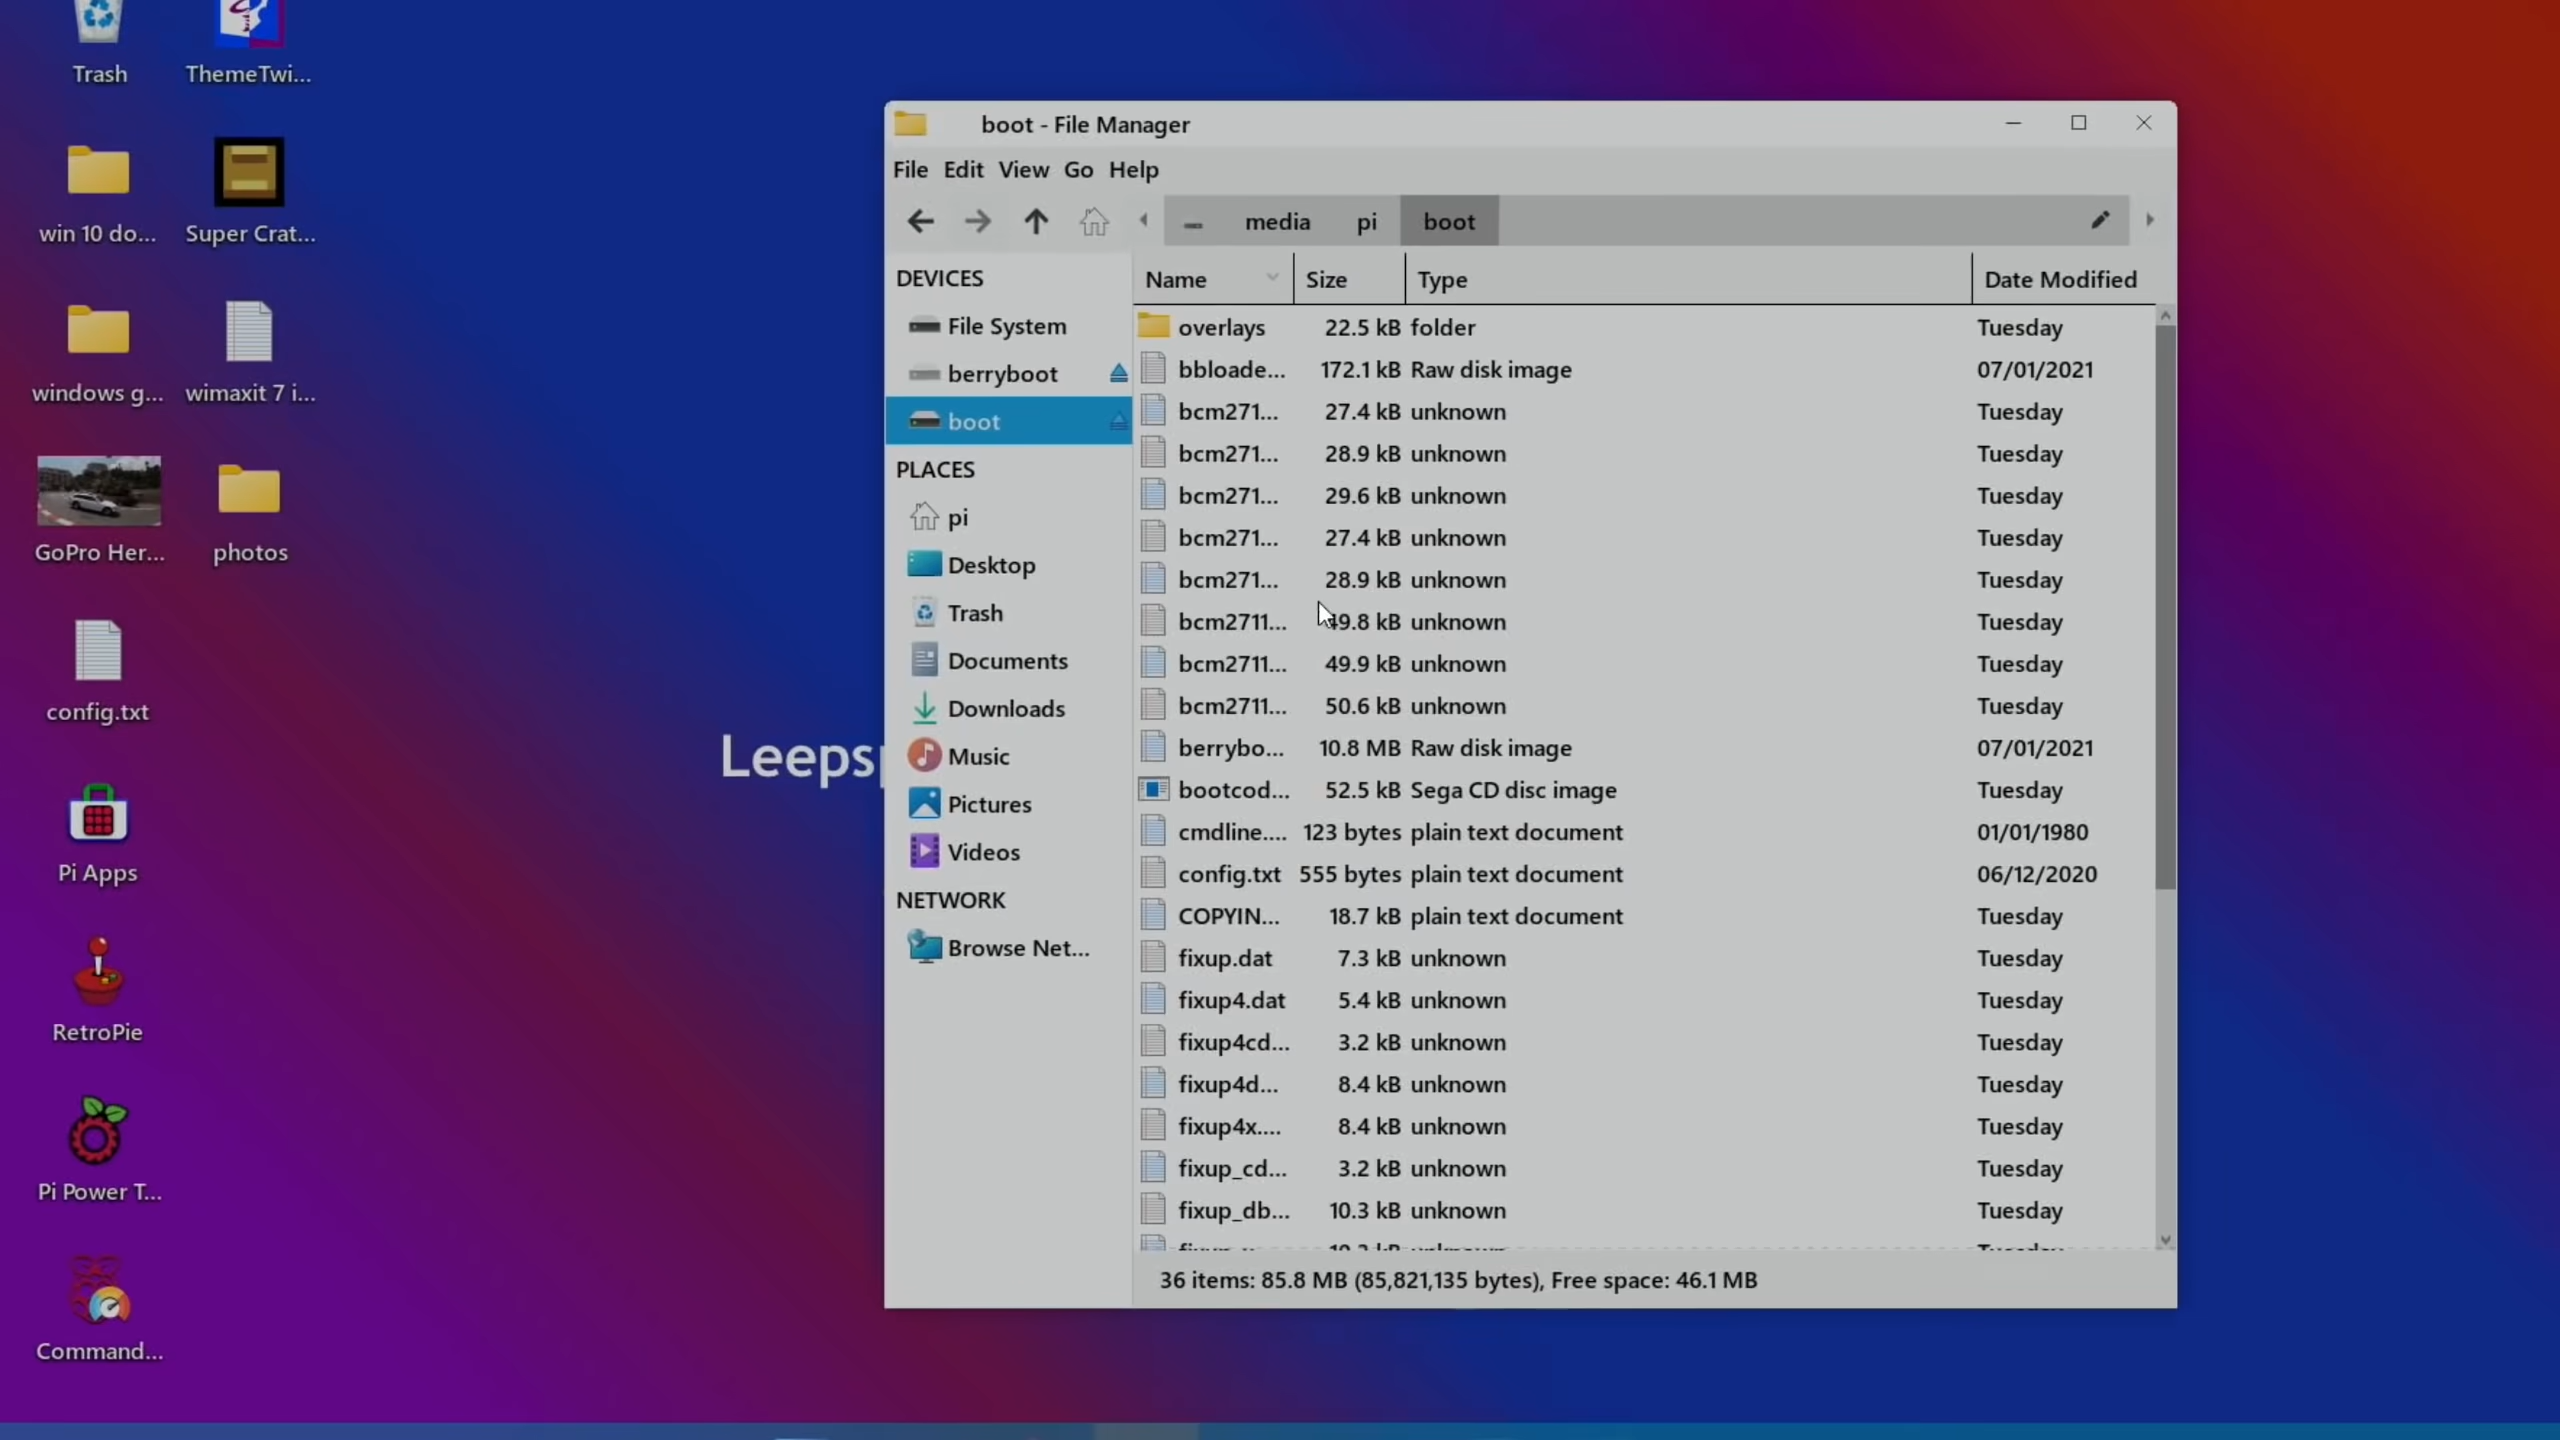 Trash
ThemeTwi...
win 10 do...
Super Crat...
windows g...
wimaxit 7 i...
GoPro Her...
photos
config.txt
Pi Apps
RetroPie
Pi Power T...
Command...
boot - File Manager
File Edit View Go Help
media pi boot
DEVICES
File System
berryboot
boot
PLACES
pi
Desktop
Trash
Documents
Downloads
Music
Pictures
Videos
NETWORK
Browse Net...
Name Size Type Date Modified
overlays 22.5 kB folder Tuesday
bbloade... 172.1 kB Raw disk image 07/01/2021
bcm271... 27.4 kB unknown Tuesday
bcm271... 28.9 kB unknown Tuesday
bcm271... 29.6 kB unknown Tuesday
bcm271... 27.4 kB unknown Tuesday
bcm271... 28.9 kB unknown Tuesday
bcm2711... 49.8 kB unknown Tuesday
bcm2711... 49.9 kB unknown Tuesday
bcm2711... 50.6 kB unknown Tuesday
berrybo... 10.8 MB Raw disk image 07/01/2021
bootcod... 52.5 kB Sega CD disc image Tuesday
cmdline.... 123 bytes plain text document 01/01/1980
config.txt 555 bytes plain text document 06/12/2020
COPYIN... 18.7 kB plain text document Tuesday
fixup.dat 7.3 kB unknown Tuesday
fixup4.dat 5.4 kB unknown Tuesday
fixup4cd... 3.2 kB unknown Tuesday
fixup4d... 8.4 kB unknown Tuesday
fixup4x.... 8.4 kB unknown Tuesday
fixup_cd... 3.2 kB unknown Tuesday
fixup_db... 10.3 kB unknown Tuesday
36 items: 85.8 MB (85,821,135 bytes), Free space: 46.1 MB
Leeps